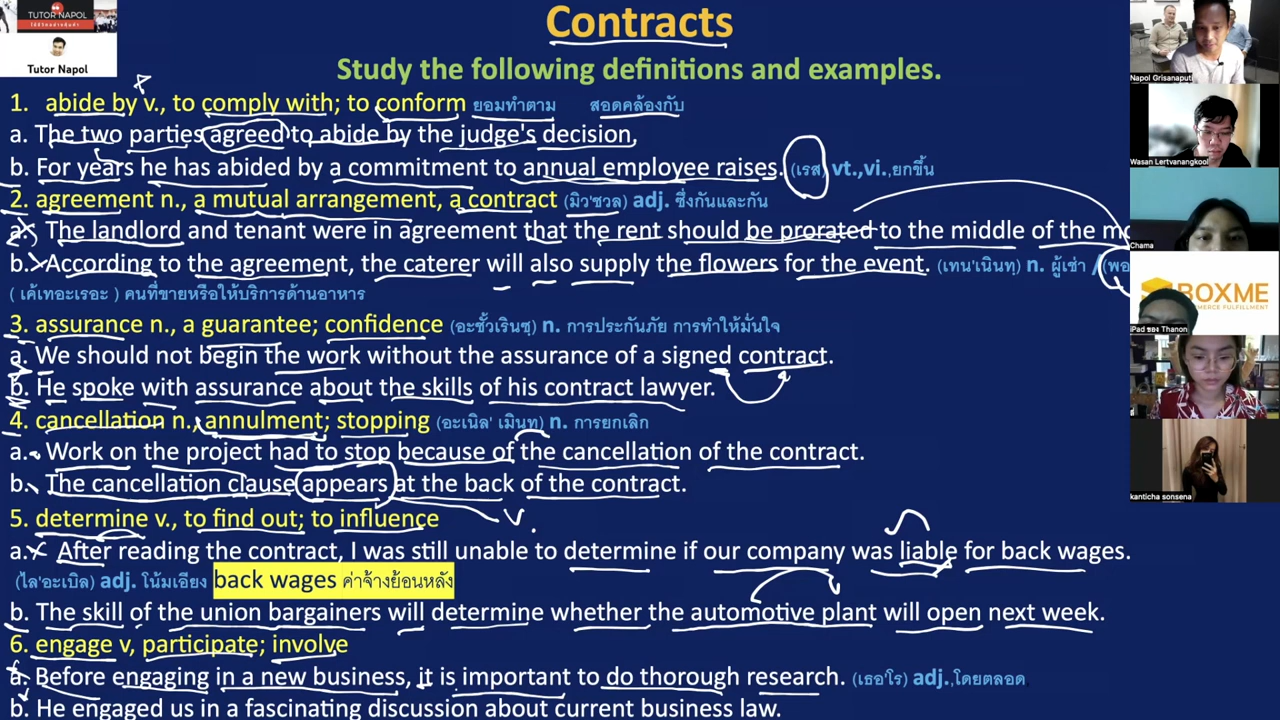 TUTOR NAPOL
Tutor Napol
Contracts
Study the following definitions and examples.
1. abide by v., to comply with; to conform ยอมทำตาม สอดคล้องกับ
a. The two parties agreed to abide by the judge's decision,
b. For years he has abided by a commitment to annual employee raises. (เรส) vt.,vi.,ยกขึ้น
2. agreement n., a mutual arrangement, a contract (มิว'ชวล) adj. ซึ่งกันและกัน
a. The landlord and tenant were in agreement that the rent should be prorated to the middle of the
b. According to the agreement, the caterer will also supply the flowers for the event. (เทน'เนินทฺ) n. ผู้เช่า / (พอ
( เค้เทอะเรอะ ) คนที่ขายหรือให้บริการด้านอาหาร
3. assurance n., a guarantee; confidence (อะชัวเรินซฺ) n. การประกันภัย การทำให้มั่นใจ
a. We should not begin the work without the assurance of a signed contract.
b. He spoke with assurance about the skills of his contract lawyer.
4. cancellation n., annulment; stopping (อะเนิล' เมินทฺ) n. การยกเลิก
a. Work on the project had to stop because of the cancellation of the contract.
b. The cancellation clause appears at the back of the contract.
v.
5. determine v., to find out; to influence
a. After reading the contract, I was still unable to determine if our company was liable for back wages.
(ไล'อะเบิล) adj. โน้มเอียง back wages ค่าจ้างย้อนหลัง
b. The skill of the union bargainers will determine whether the automotive plant will open next week.
6. engage v, participate; involve
a. Before engaging in a new business, it is important to do thorough research. (เธอ'โร) adj.,โดยตลอด
b. He engaged us in a fascinating discussion about current business law.
Napol Grisanaputi
Wasan Lertvanangkool
Chama
BOXME
iPad ของ Thanon
kanticha sonsena